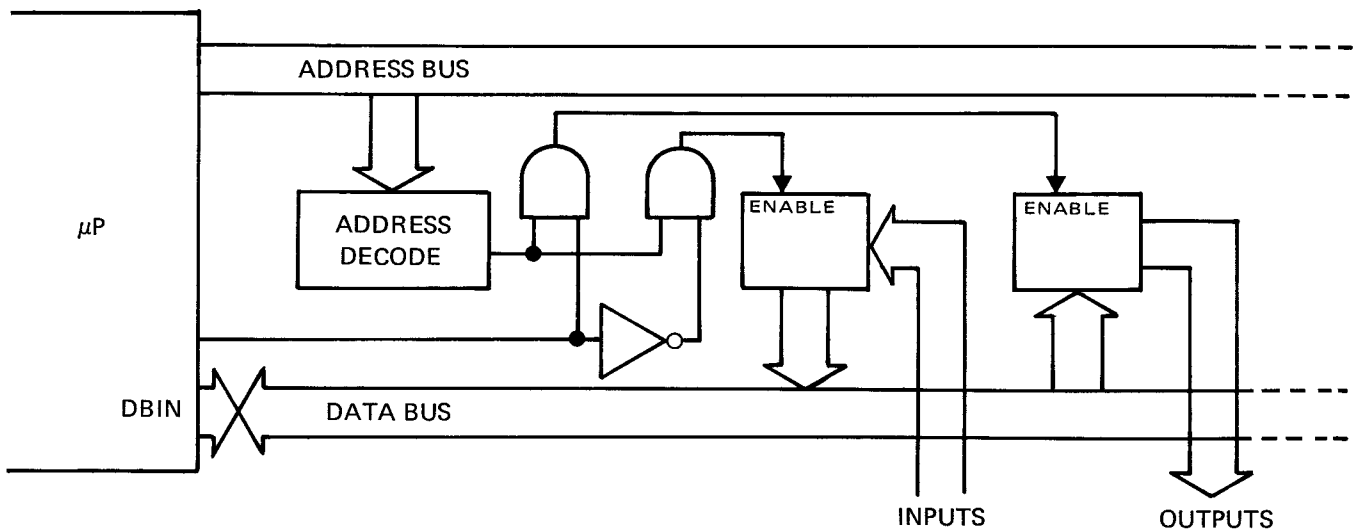 ADDRESS BUS
μP
ADDRESS
DECODE
ENABLE
ENABLE
DBIN
DATA BUS
INPUTS
OUTPUTS